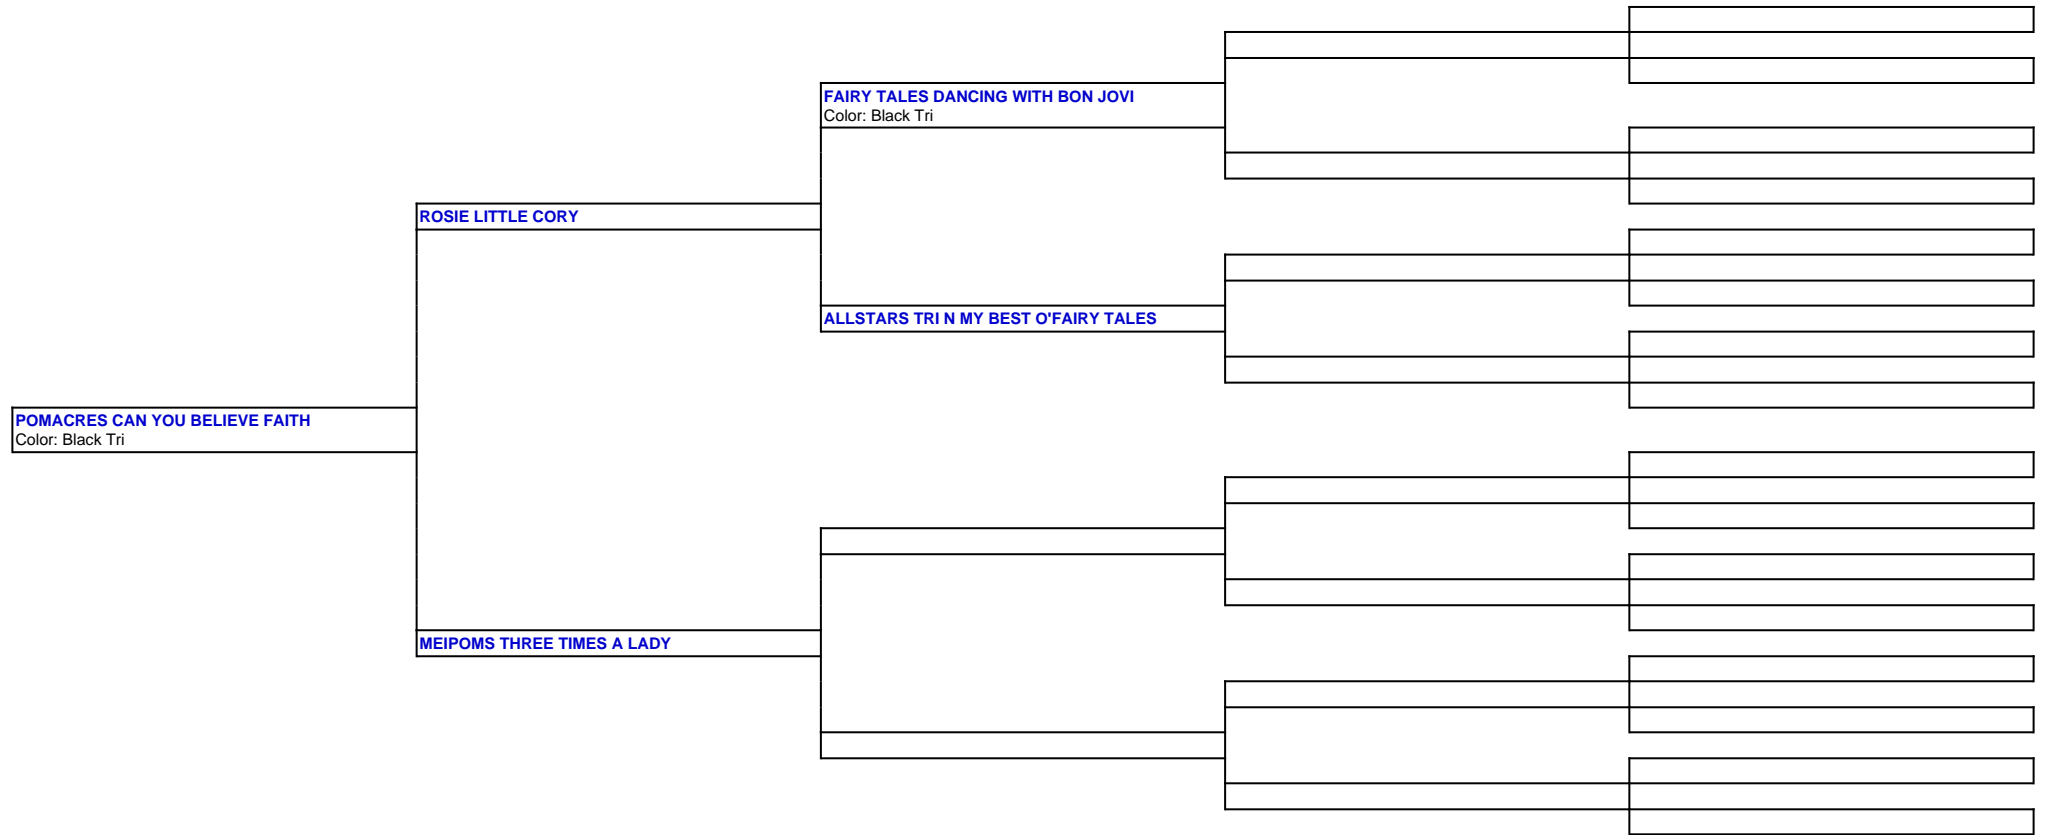 FAIRY TALES DANCING WITH BON JOVI
Color: Black Tri
ROSIE LITTLE CORY
ALLSTARS TRI N MY BEST O'FAIRY TALES
POMACRES CAN YOU BELIEVE FAITH
Color: Black Tri
MEIPOMS THREE TIMES A LADY